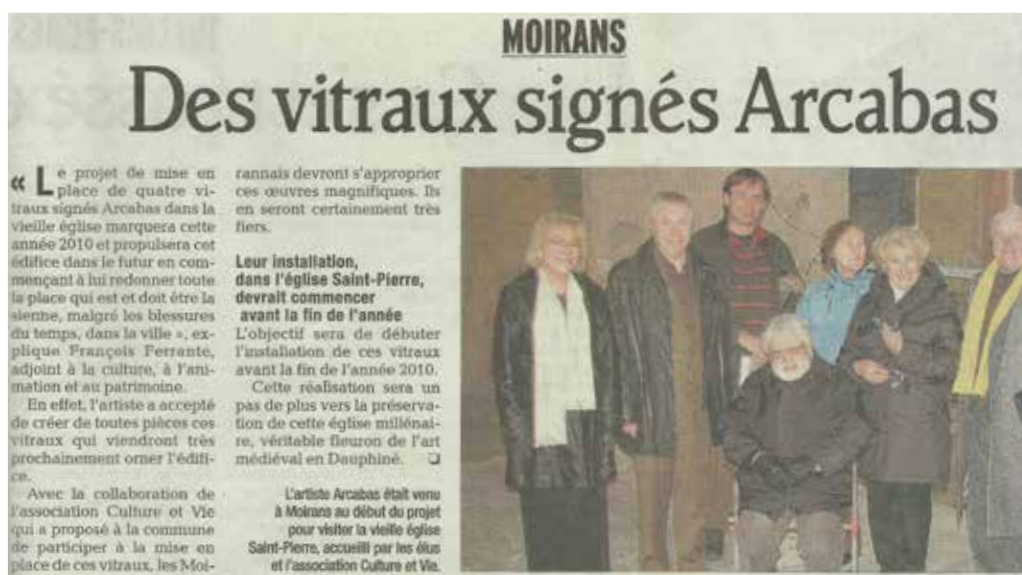 MOIRANS
Des vitraux signés Arcabas
« Le projet de mise en
place de quatre vi-
traux signés Arcabas dans la
vieille église marquera cette
année 2010 et propulsera cet
édifice dans le futur en com-
mençant à lui redonner toute
la place qui est et doit être la
sienne, malgré les blessures
du temps, dans la ville », ex-
plique François Ferrante,
adjoint à la culture, à l'ani-
mation et au patrimoine.
En effet, l'artiste a accepté
de créer de toutes pièces ces
vitraux qui viendront très
prochainement orner l'édifi-
ce.
Avec la collaboration de
l'association Culture et Vie
qui a proposé à la commune
de participer à la mise en
place de ces vitraux, les Moi-
rannais devront s'approprier
ces œuvres magnifiques. Ils
en seront certainement très
fiers.
Leur installation,
dans l'église Saint-Pierre,
devrait commencer
avant la fin de l'année
L'objectif sera de débuter
l'installation de ces vitraux
avant la fin de l'année 2010.
Cette réalisation sera un
pas de plus vers la préserva-
tion de cette église millénai-
re, véritable fleuron de l'art
médiéval en Dauphiné. ❏
L'artiste Arcabas était venu
à Moirans au début du projet
pour visiter la vieille église
Saint-Pierre, accueilli par les élus
et l'association Culture et Vie.